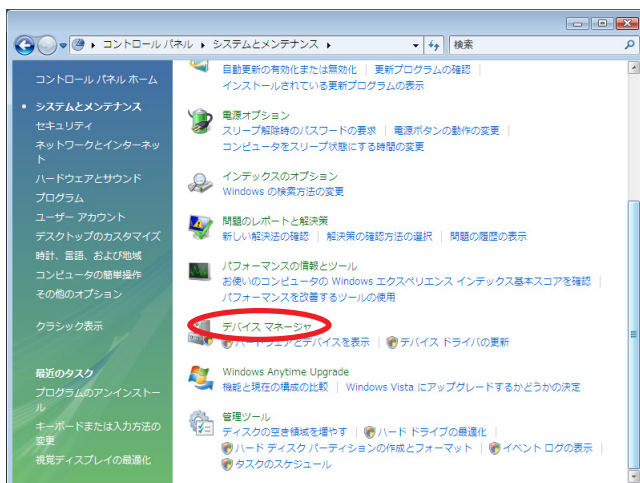 コントロール パネル ▸ システムとメンテナンス ▸
検索
コントロール パネル ホーム
システムとメンテナンス
セキュリティ
ネットワークとインターネッ
ト
ハードウェアとサウンド
プログラム
ユーザー アカウント
デスクトップのカスタマイズ
時計、言語、および地域
コンピュータの簡単操作
その他のオプション
クラシック表示
最近のタスク
プログラムのアンインストー
ル
キーボードまたは入力方法の
変更
視覚ディスプレイの最適化
自動更新の有効化または無効化 | 更新プログラムの確認 |
インストールされている更新プログラムの表示
電源オプション
スリープ解除時のパスワードの要求 | 電源ボタンの動作の変更 |
コンピュータをスリープ状態にする時間の変更
インデックスのオプション
Windows の検索方法の変更
問題のレポートと解決策
新しい解決法の確認 | 解決策の確認方法の選択 | 問題の履歴の表示
パフォーマンスの情報とツール
お使いのコンピュータの Windows エクスペリエンス インデックス基本スコアを確認 |
パフォーマンスを改善するツールの使用
デバイス マネージャ
ハードウェアとデバイスを表示 | デバイス ドライバの更新
Windows Anytime Upgrade
機能と現在の構成の比較 | Windows Vista にアップグレードするかどうかの決定
管理ツール
ディスクの空き領域を増やす | ハード ドライブの最適化 |
ハード ディスク パーティションの作成とフォーマット | イベント ログの表示 |
タスクのスケジュール